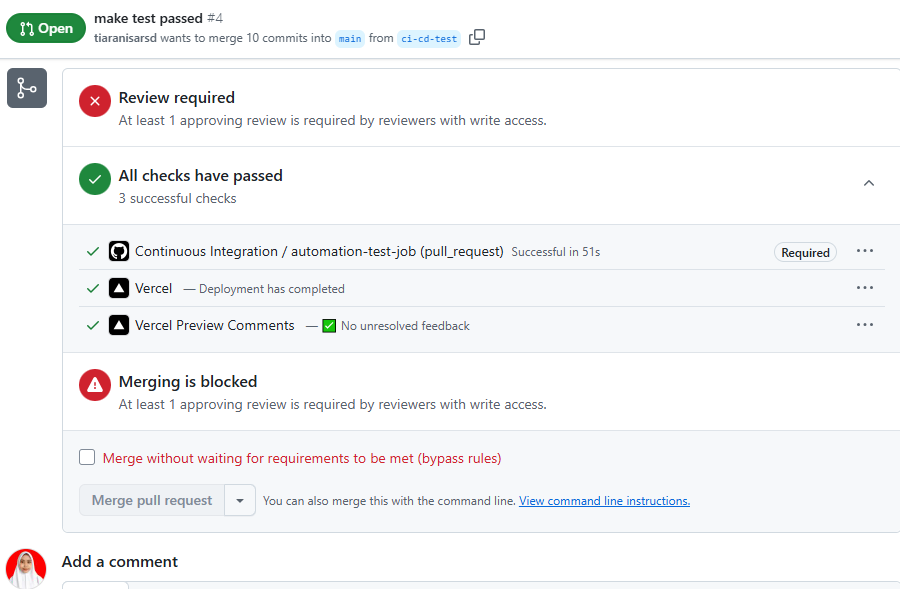 Open
make test passed #4
tiaranisarsd wants to merge 10 commits into main from ci-cd-test
Review required
At least 1 approving review is required by reviewers with write access.
All checks have passed
3 successful checks
Continuous Integration / automation-test-job (pull_request) Successful in 51s Required
Vercel — Deployment has completed
Vercel Preview Comments — ✅ No unresolved feedback
Merging is blocked
At least 1 approving review is required by reviewers with write access.
Merge without waiting for requirements to be met (bypass rules)
Merge pull request You can also merge this with the command line. View command line instructions.
Add a comment